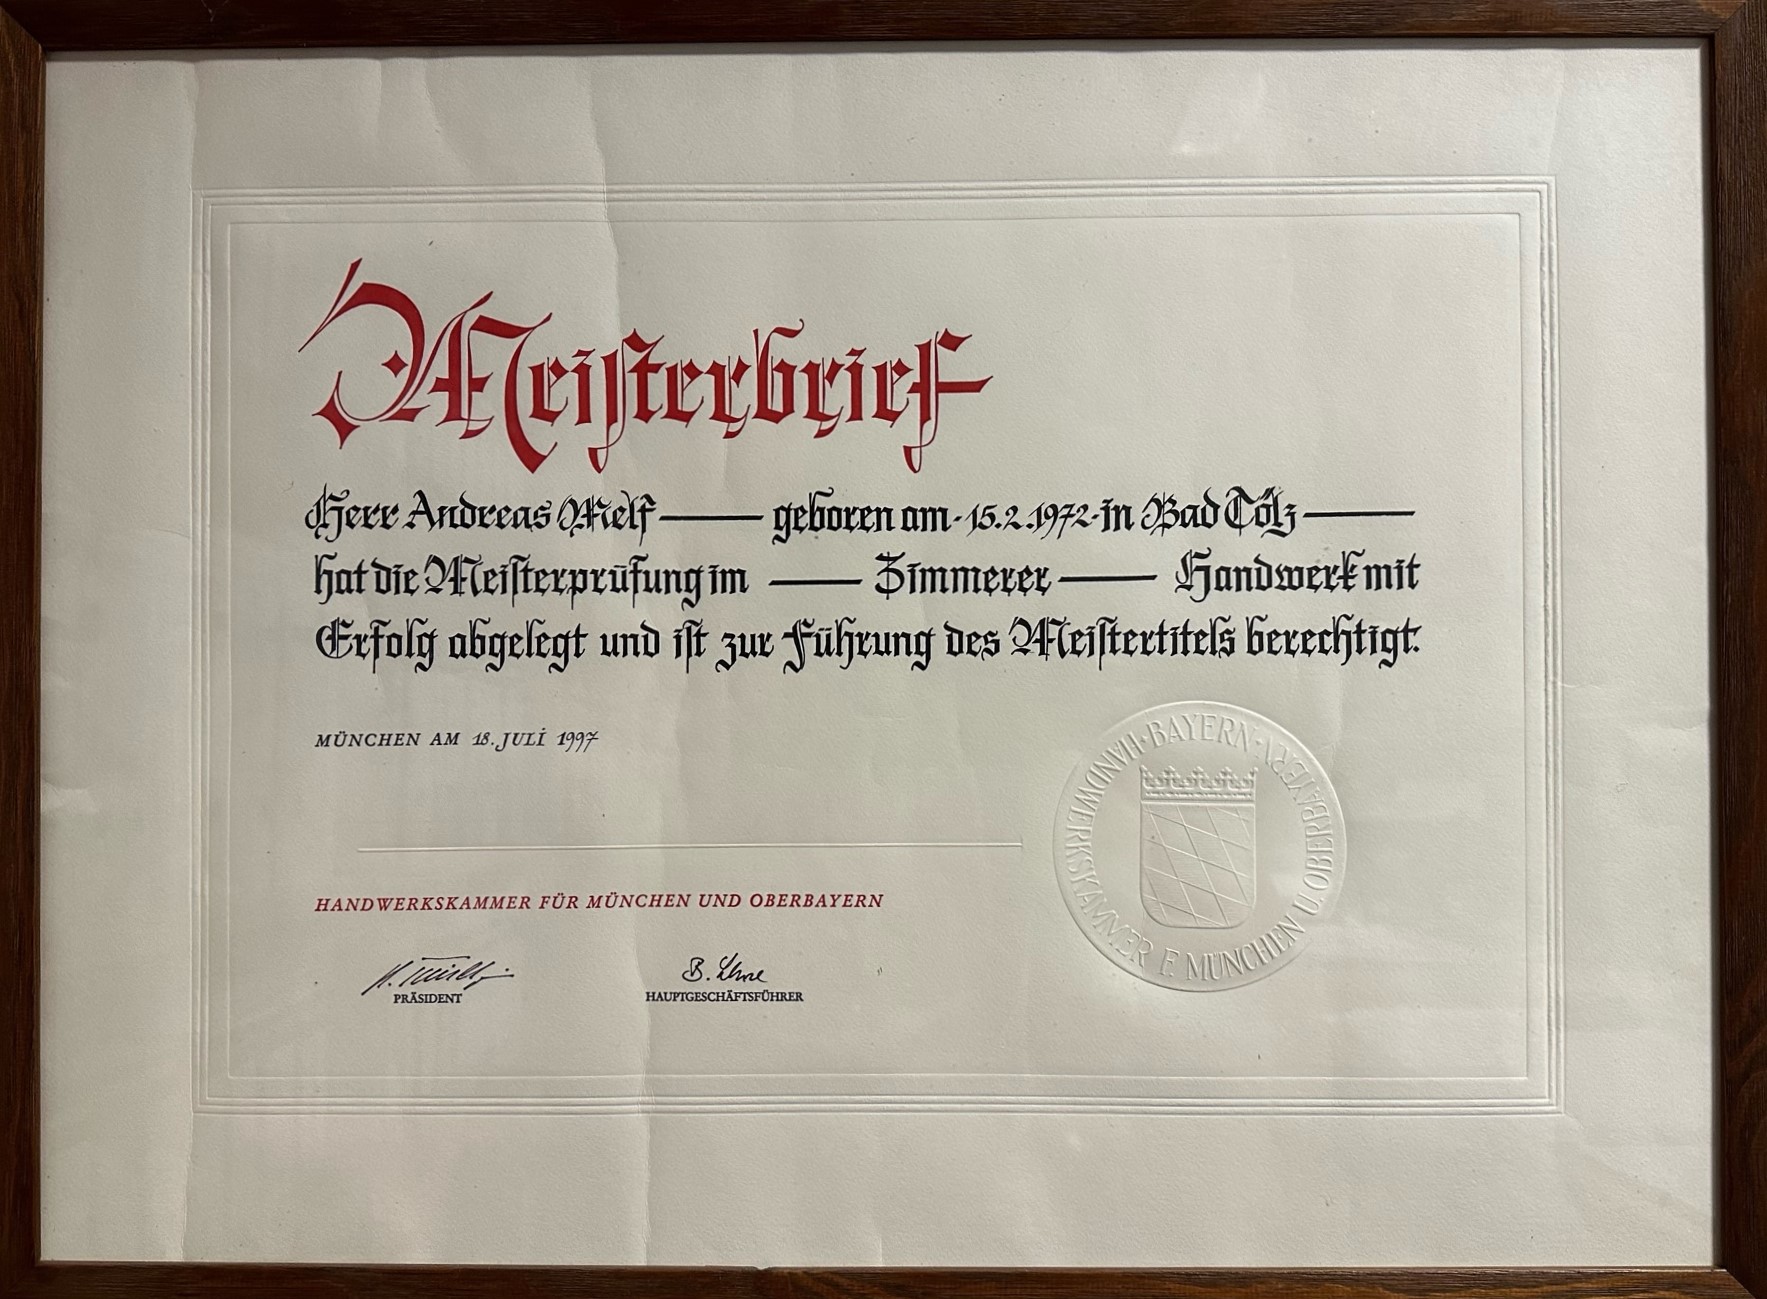 Meisterbrief
Herr Andreas Melf —— geboren am - 15.2.1972 - in Bad Tölz ——
hat die Meisterprüfung im —— Zimmerer —— Handwerk mit
Erfolg abgelegt und ist zur Führung des Meistertitels berechtigt.
MÜNCHEN AM 18. JULI 1997
· BAYERN · HANDWERKSKAMMER F. MÜNCHEN U. OBERBAYERN
HANDWERKSKAMMER FÜR MÜNCHEN UND OBERBAYERN
PRÄSIDENT
HAUPTGESCHÄFTSFÜHRER